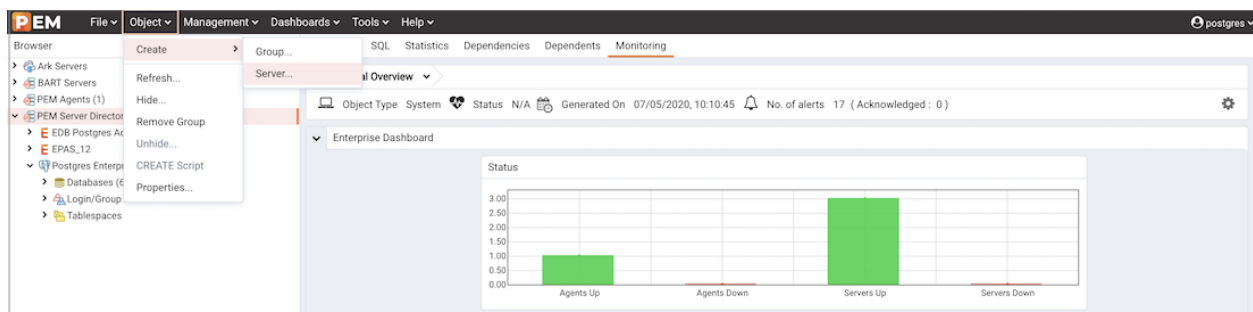 PEM File Object Management Dashboards Tools Help postgres
Browser
Ark Servers
BART Servers
PEM Agents (1)
PEM Server Director
EDB Postgres
EPAS_12
Postgres
Databases
Login/Group
Tablespaces
Create
Refresh...
Hide...
Remove Group
Unhide...
CREATE Script
Properties...
Group...
Server...
SQL Statistics Dependencies Dependents Monitoring
Overview
Object Type System Status N/A Generated On 07/05/2020, 10:10:45 No. of alerts 17 ( Acknowledged : 0 )
Enterprise Dashboard
Status
3.00
2.50
2.00
1.50
1.00
0.50
0.00
Agents Up Agents Down Servers Up Servers Down